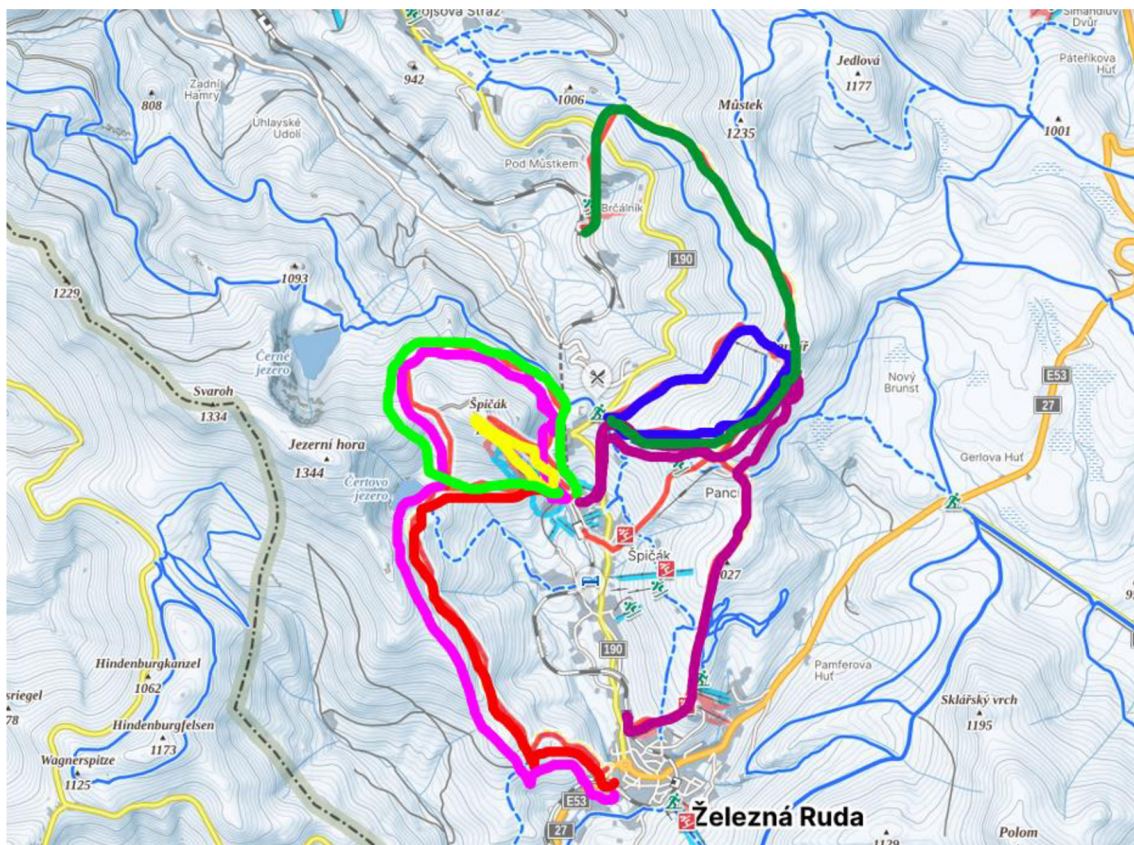 Zadní
Hamry
808
942
Uhlavské
Údolí
Pod Můstkem
Brčálník
1006
Můstek
1235
Jedlová
1177
Dvůr
Páteříkova
Huť
1001
1229
1093
190
Černé
jezero
Svaroh
1334
Jezerní hora
1344
Čertovo
jezero
Špičák
Nový
Brunst
E53
27
Gerlova Huť
Panci
Špičák
027
190
Hindenburgkanzel
1062
Hindenburgfelsen
1173
Wagnerspitze
1125
Pamferova
Huť
Sklářský vrch
1195
E53
27
Železná Ruda
Polom